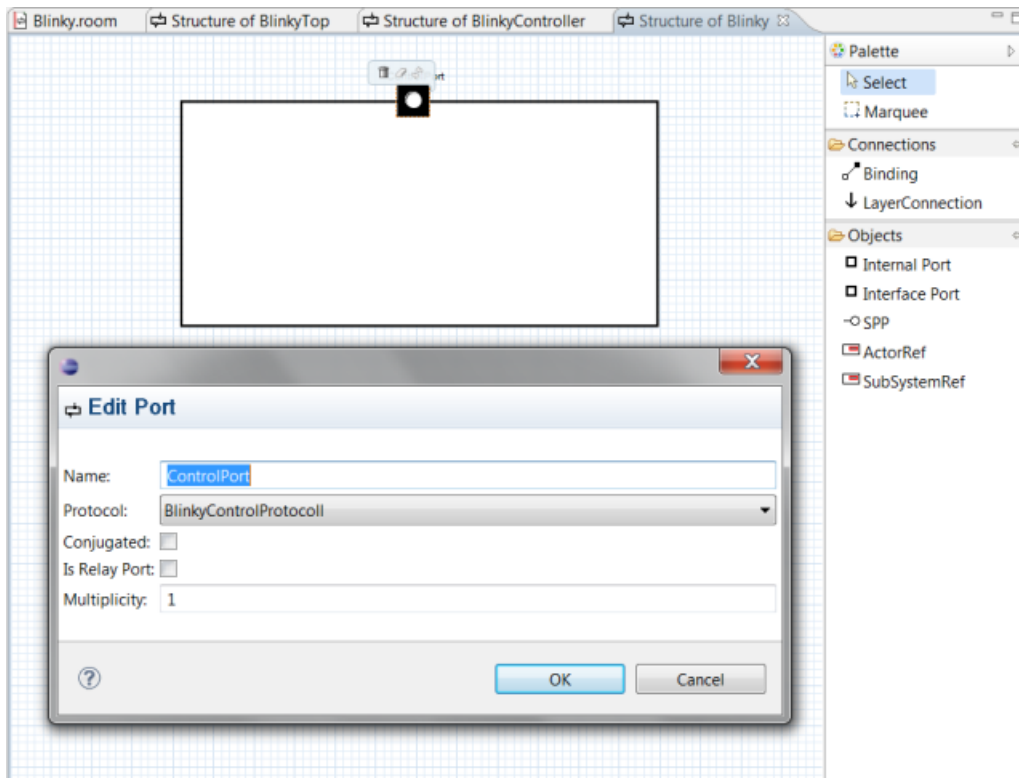 Blinky.room
Structure of BlinkyTop
Structure of BlinkyController
Structure of Blinky
Palette
Select
Marquee
Connections
Binding
LayerConnection
Objects
Internal Port
Interface Port
SPP
ActorRef
SubSystemRef
Edit Port
Name: ControlPort
Protocol: BlinkyControlProtocoll
Conjugated:
Is Relay Port:
Multiplicity: 1
?
OK Cancel